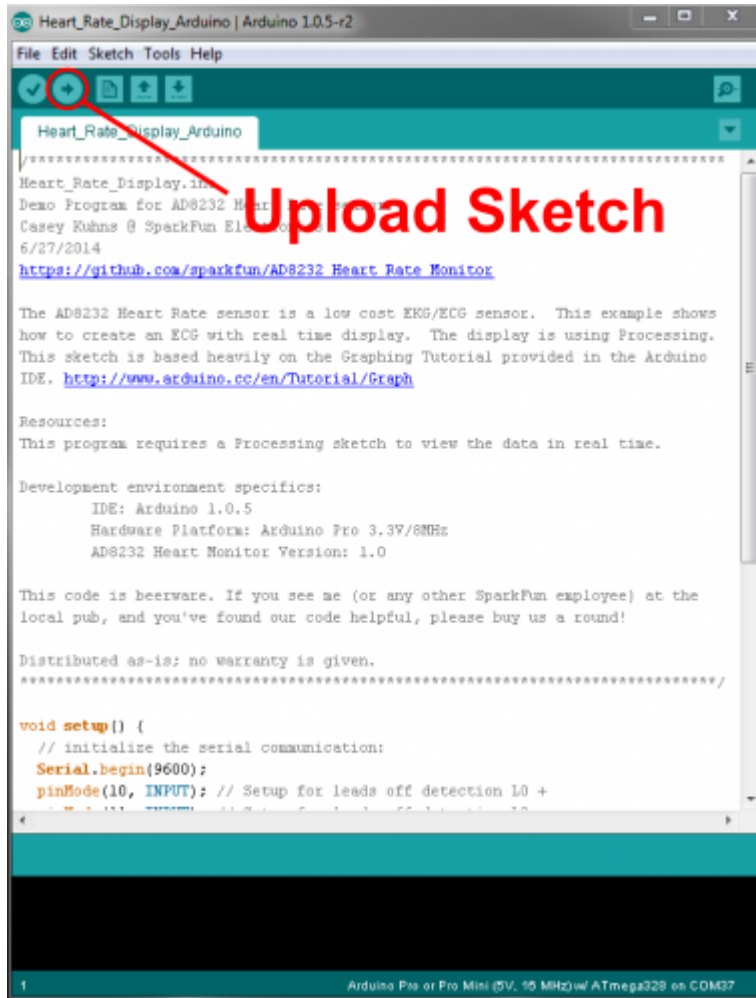 Heart_Rate_Display_Arduino | Arduino 1.0.5-r2
File Edit Sketch Tools Help
Heart_Rate_Display_Arduino
/******************************************************************************
Heart_Rate_Display.in
Demo Program for AD8232 Heart
Casey Kuhns @ SparkFun
6/27/2014
https://github.com/sparkfun/AD8232_Heart_Rate_Monitor
Upload Sketch
The AD8232 Heart Rate sensor is a low cost EKG/ECG sensor.  This example shows
how to create an ECG with real time display.  The display is using Processing.
This sketch is based heavily on the Graphing Tutorial provided in the Arduino
IDE. http://www.arduino.cc/en/Tutorial/Graph
Resources:
This program requires a Processing sketch to view the data in real time.
Development environment specifics:
IDE: Arduino 1.0.5
Hardware Platform: Arduino Pro 3.3V/8MHz
AD8232 Heart Monitor Version: 1.0
This code is beerware. If you see me (or any other SparkFun employee) at the
local pub, and you've found our code helpful, please buy us a round!
Distributed as-is; no warranty is given.
******************************************************************************/
void setup() {
// initialize the serial communication:
Serial.begin(9600);
pinMode(10, INPUT); // Setup for leads off detection LO +
1
Arduino Pro or Pro Mini (5V, 16 MHz) w/ ATmega328 on COM37